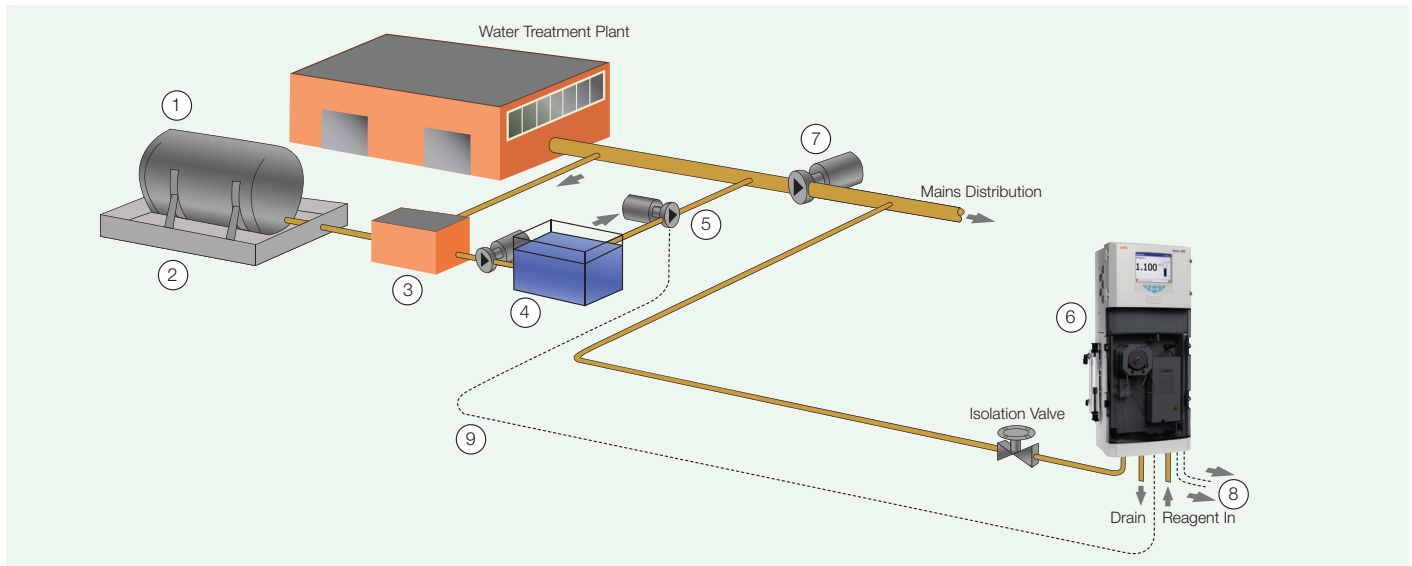 Water Treatment Plant
1
7
Mains Distribution
5
2
3
4
6
ABB
1.100
Isolation Valve
9
8
Drain
Reagent In